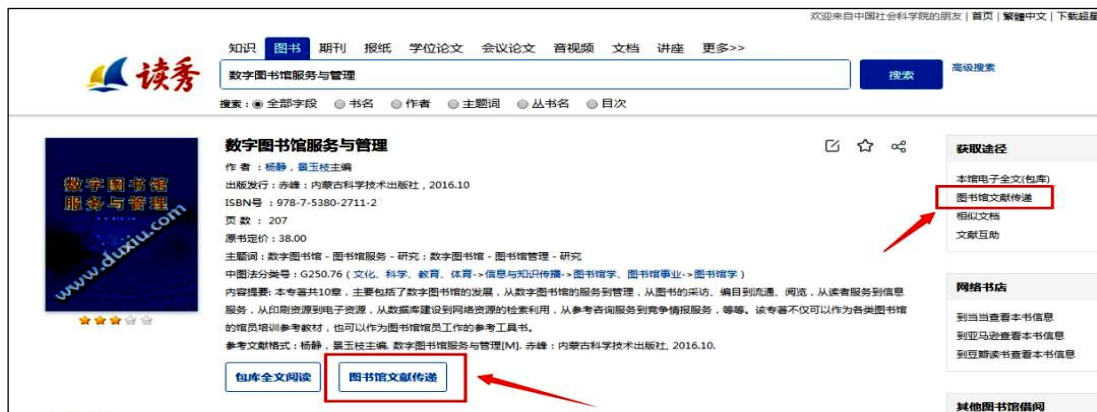 欢迎来自中国社会科学院的朋友 | 首页 | 繁體中文 | 下载超星
读秀
知识 图书 期刊 报纸 学位论文 会议论文 音视频 文档 讲座 更多>>
数字图书馆服务与管理 搜索 高级搜索
搜索: 全部字段 书名 作者 主题词 丛书名 目次
数字图书馆
服务与管理
www.duxiu.com
数字图书馆服务与管理
作 者 :杨静,景玉枝主编
出版发行 : 赤峰 : 内蒙古科学技术出版社 , 2016.10
ISBN号 : 978-7-5380-2711-2
页 数 : 207
原书定价 : 38.00
主题词 : 数字图书馆 - 图书馆服务 - 研究 ; 数字图书馆 - 图书馆管理 - 研究
中图法分类号 : G250.76 ( 文化、科学、教育、体育->信息与知识传播->图书馆学、图书馆事业->图书馆学 )
内容提要: 本专著共10章,主要包括了数字图书馆的发展,从数字图书馆的服务到管理,从图书的采访、编目到流通、阅览,从读者服务到信息
服务,从印刷资源到电子资源,从数据库建设到网络资源的检索利用,从参考咨询服务到竞争情报服务,等等。该专著不仅可以作为各类图书馆
的馆员培训参考教材,也可以作为图书馆馆员工作的参考工具书。
参考文献格式 : 杨静,景玉枝主编. 数字图书馆服务与管理[M]. 赤峰 : 内蒙古科学技术出版社, 2016.10.
包库全文阅读 图书馆文献传递
获取途径
本馆电子全文(包库)
图书馆文献传递
相似文档
文献互助
网络书店
到当当查看本书信息
到亚马逊查看本书信息
到豆瓣读书查看本书信息
其他图书馆借阅